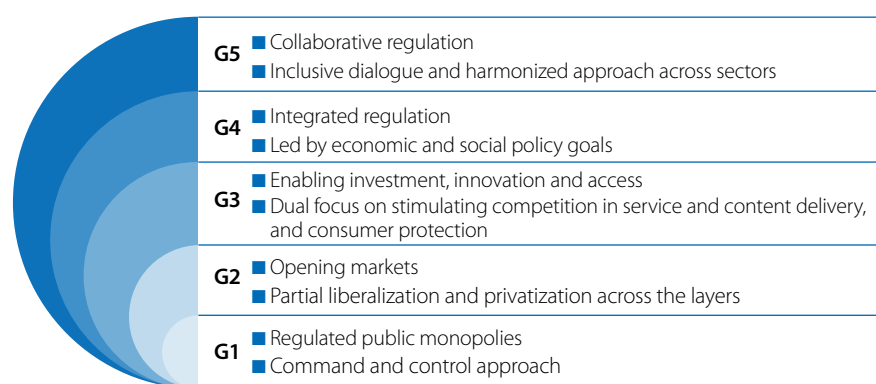 G5
■ Collaborative regulation
■ Inclusive dialogue and harmonized approach across sectors
G4
■ Integrated regulation
■ Led by economic and social policy goals
G3
■ Enabling investment, innovation and access
■ Dual focus on stimulating competition in service and content delivery,
and consumer protection
G2
■ Opening markets
■ Partial liberalization and privatization across the layers
G1
■ Regulated public monopolies
■ Command and control approach